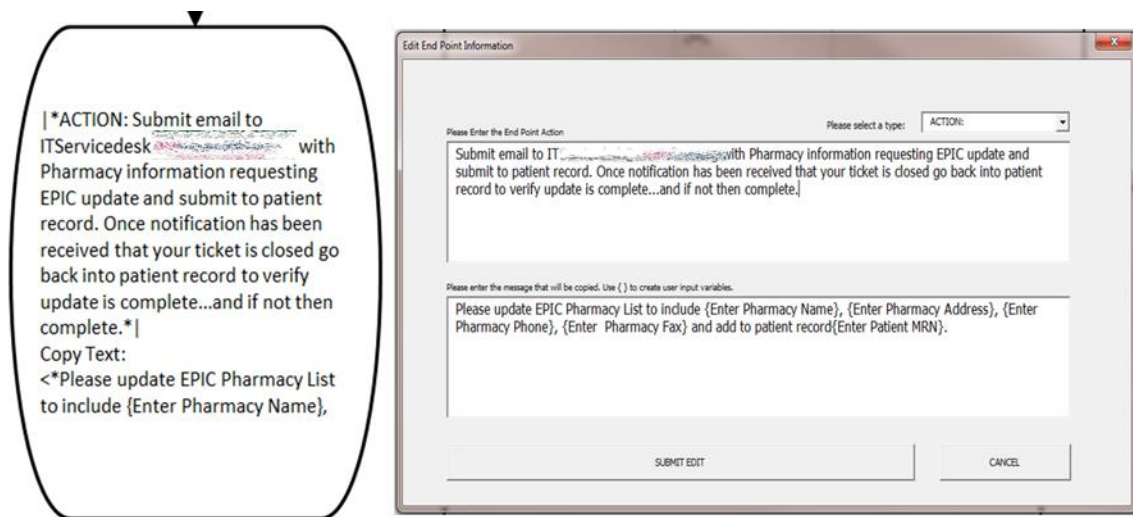 |*ACTION: Submit email to
ITServicedesk with
Pharmacy information requesting
EPIC update and submit to patient
record. Once notification has been
received that your ticket is closed go
back into patient record to verify
update is complete...and if not then
complete.*|
Copy Text:
<*Please update EPIC Pharmacy List
to include {Enter Pharmacy Name},
Edit End Point Information
Please select a type: ACTION:
Please Enter the End Point Action
Submit email to IT with Pharmacy information requesting EPIC update and
submit to patient record. Once notification has been received that your ticket is closed go back into patient
record to verify update is complete...and if not then complete.
Please enter the message that will be copied. Use { } to create user input variables.
Please update EPIC Pharmacy List to include {Enter Pharmacy Name}, {Enter Pharmacy Address}, {Enter
Pharmacy Phone}, {Enter  Pharmacy Fax} and add to patient record{Enter Patient MRN}.
SUBMIT EDIT
CANCEL